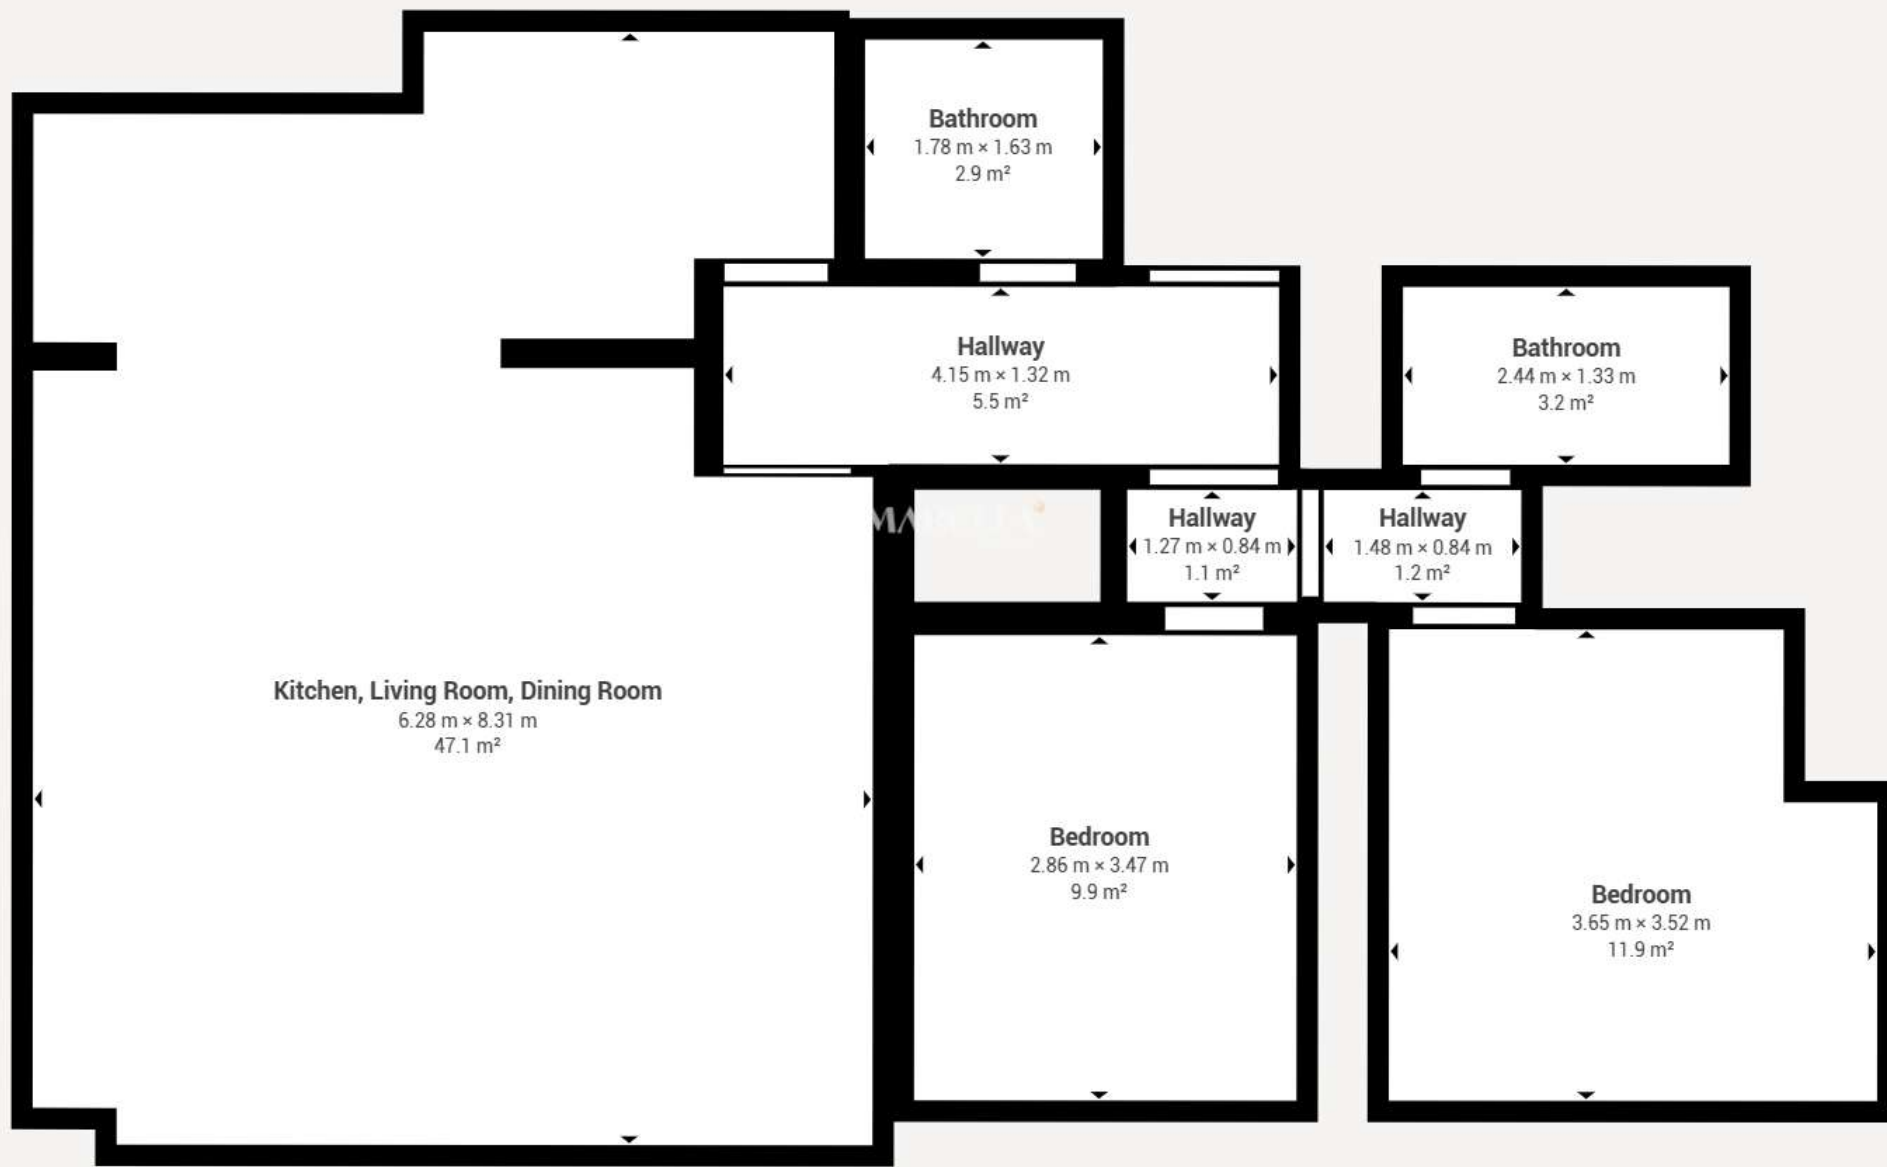 Bathroom
1.78 m × 1.63 m
2.9 m²
Hallway
4.15 m × 1.32 m
5.5 m²
Bathroom
2.44 m × 1.33 m
3.2 m²
Hallway
1.27 m × 0.84 m
1.1 m²
Hallway
1.48 m × 0.84 m
1.2 m²
Kitchen, Living Room, Dining Room
6.28 m × 8.31 m
47.1 m²
Bedroom
2.86 m × 3.47 m
9.9 m²
Bedroom
3.65 m × 3.52 m
11.9 m²